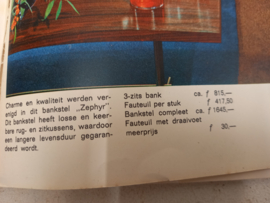 Charme en kwaliteit werden ver-
enigd in dit bankstel „Zephyr".
Dit bankstel heeft losse en keer-
bare rug- en zitkussens, waardoor
een langere levensduur gegaran-
deerd wordt.
3-zits bank ca. ƒ 815,—
Fauteuil per stuk ƒ 417,50
Bankstel compleet ca. ƒ 1645,—
Fauteuil met draaivoet
meerprijs ƒ 30,—